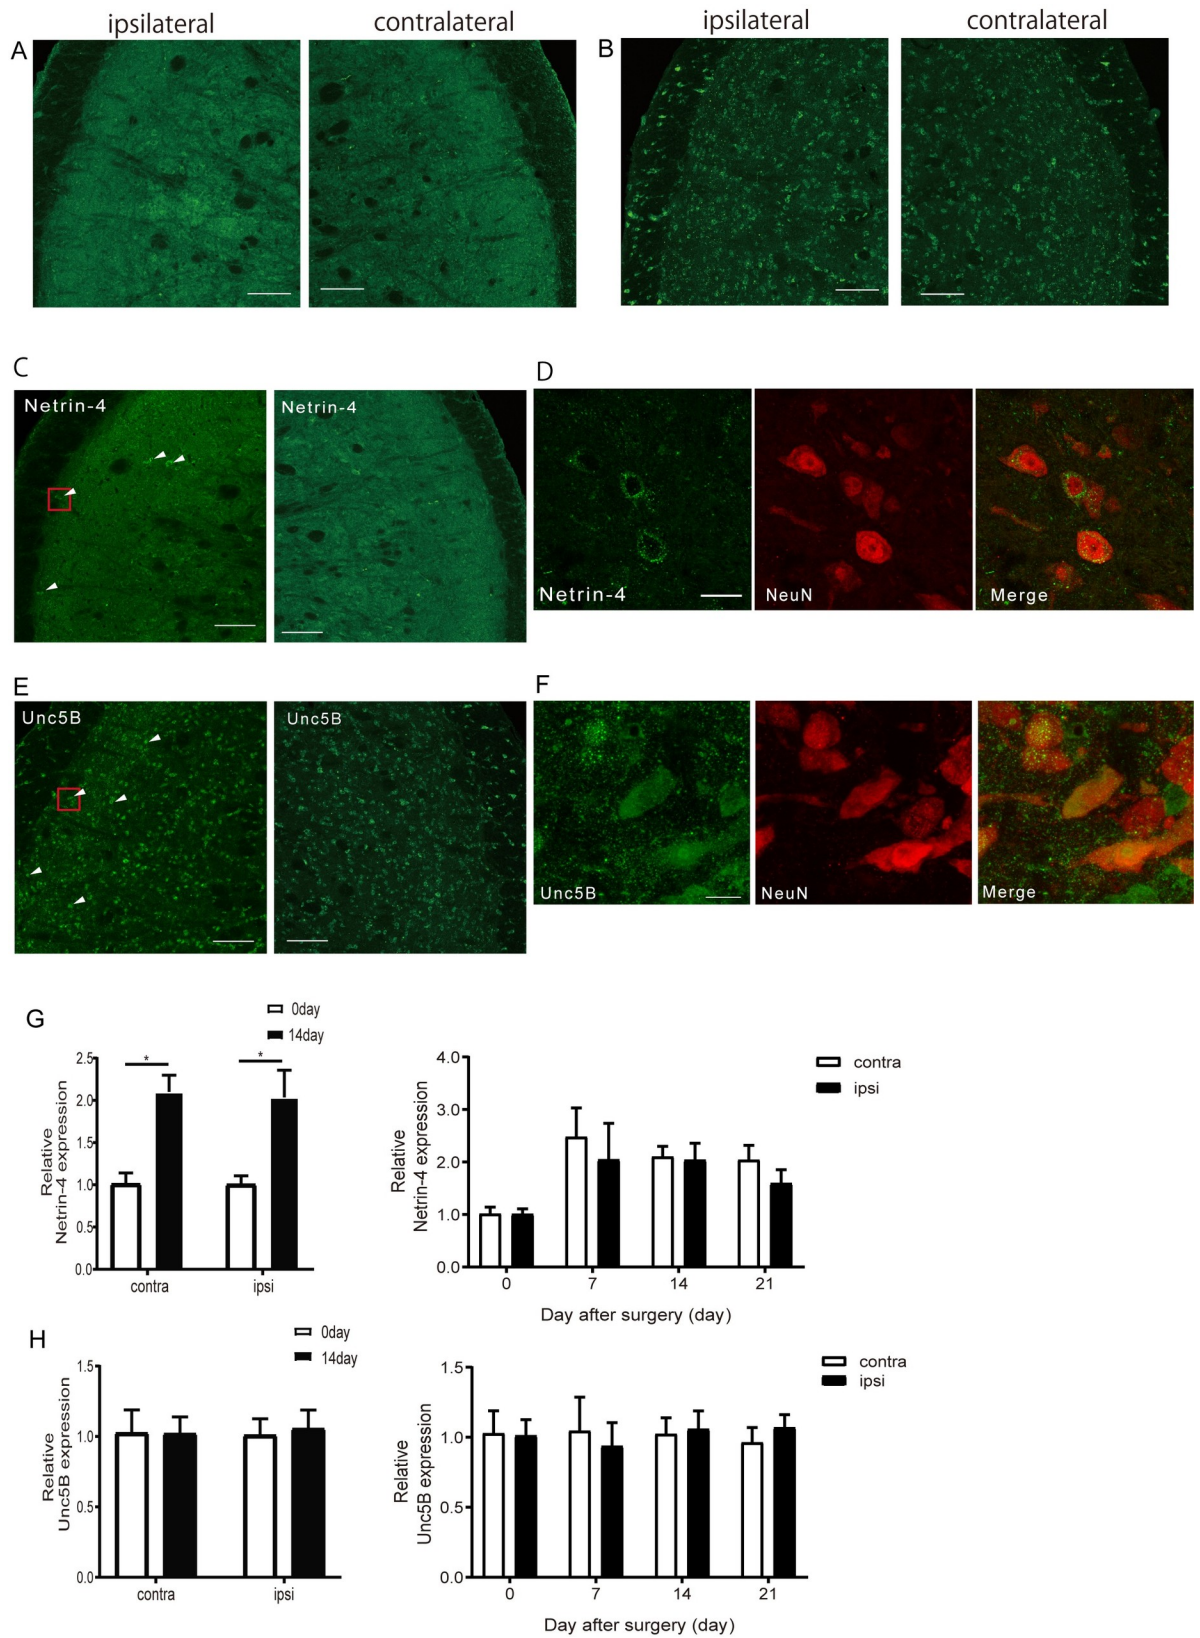 ipsilateral
contralateral
ipsilateral
contralateral
A
B
C
D
Netrin-4
Netrin-4
Netrin-4
NeuN
Merge
E
F
Unc5B
Unc5B
Unc5B
NeuN
Merge
G
0day
14day
Relative
Netrin-4 expression
2.5
2.0
1.5
1.0
0.5
0.0
*
*
contra
ipsi
contra
ipsi
Relative
Netrin-4 expression
4.0
3.0
2.0
1.0
0.0
0
7
14
21
Day after surgery (day)
H
0day
14day
Relative
Unc5B expression
1.5
1.0
0.5
0.0
contra
ipsi
contra
ipsi
Relative
Unc5B expression
1.5
1.0
0.5
0.0
0
7
14
21
Day after surgery (day)